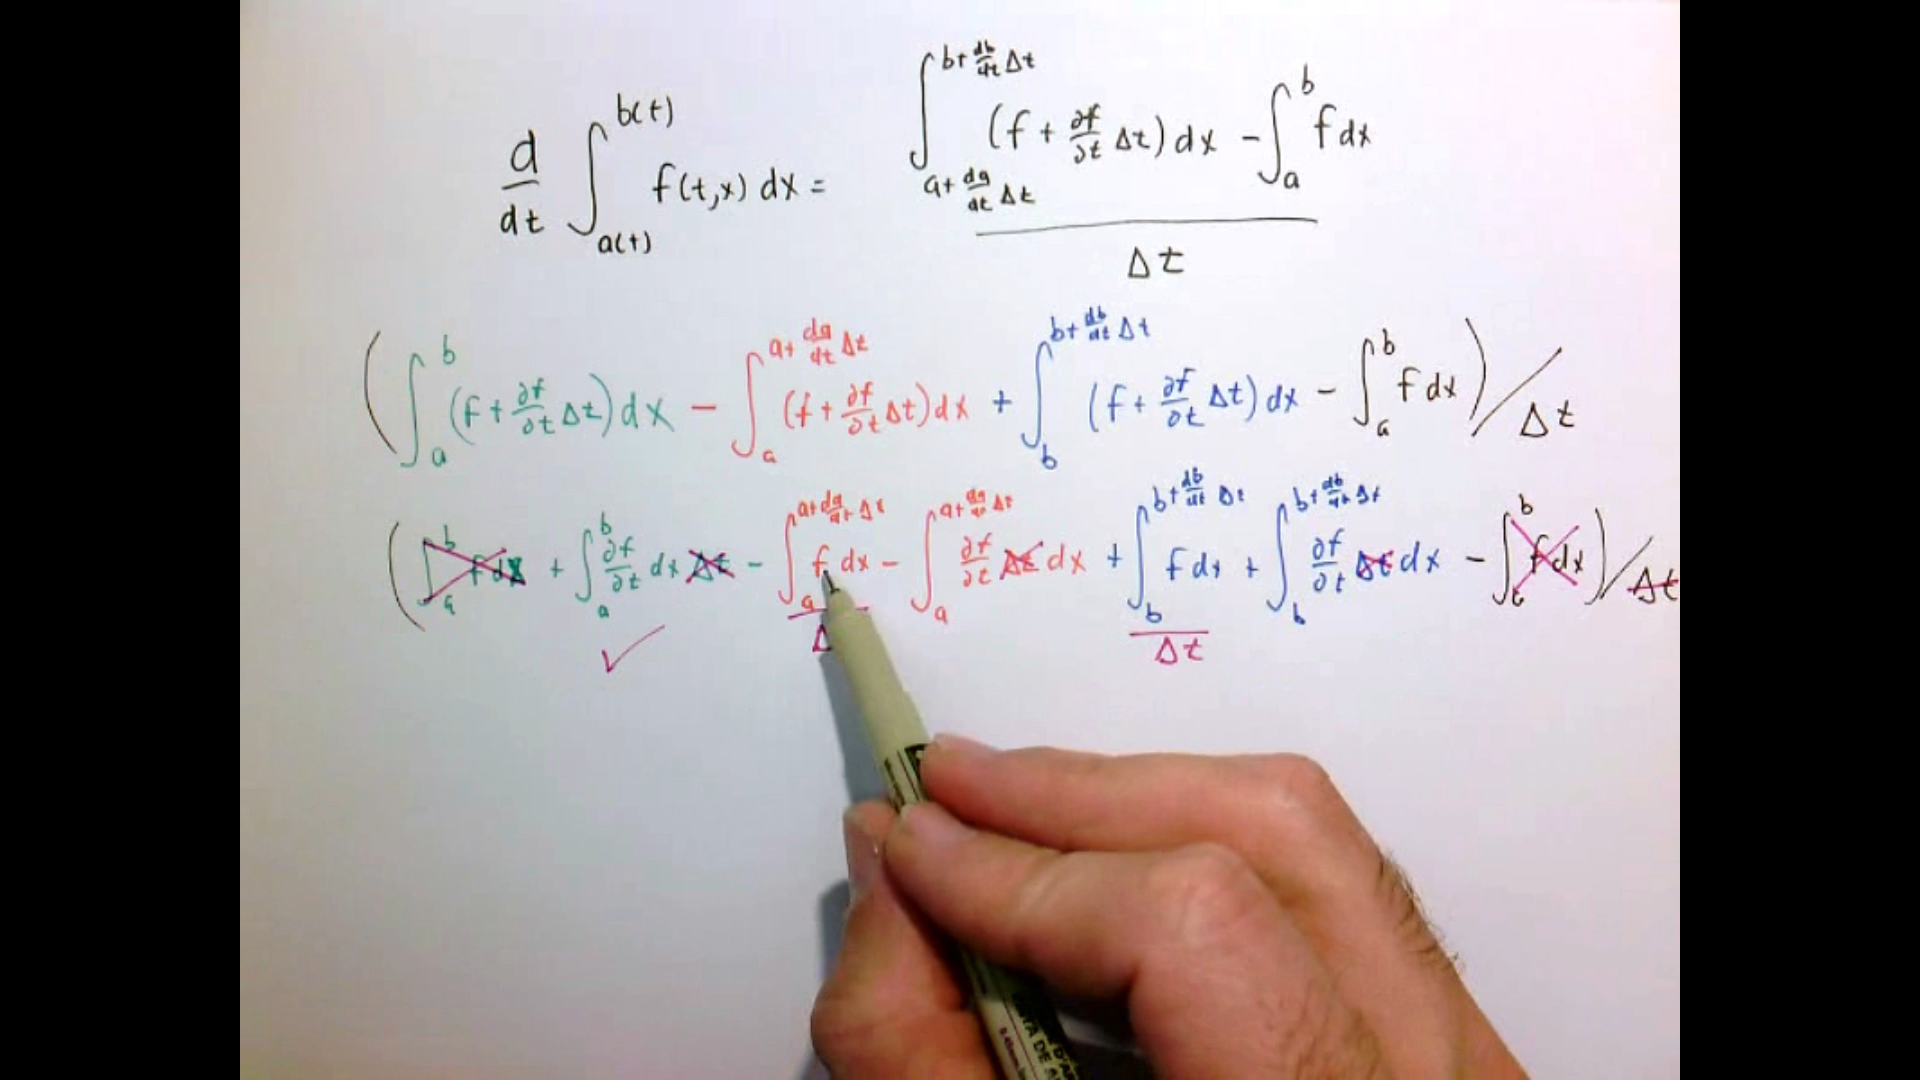 d/dt ∫_{a(t)}^{b(t)} f(t,x) dx = (∫_{a+da/dt Δt}^{b+db/dt Δt} (f + ∂f/∂t Δt) dx − ∫_a^b f dx) / Δt
(∫_a^b (f + ∂f/∂t Δt) dx − ∫_a^{a+da/dt Δt} (f + ∂f/∂t Δt) dx + ∫_b^{b+db/dt Δt} (f + ∂f/∂t Δt) dx − ∫_a^b f dx) / Δt
(∫_a^b f dx + ∫_a^b ∂f/∂t dx Δt − ∫_a^{a+da/dt Δt} f dx − ∫_a^{a+da/dt Δt} ∂f/∂t Δt dx + ∫_b^{b+db/dt Δt} f dx + ∫_b^{b+db/dt Δt} ∂f/∂t Δt dx − ∫^b f dx) / Δt
✓ Δ Δt